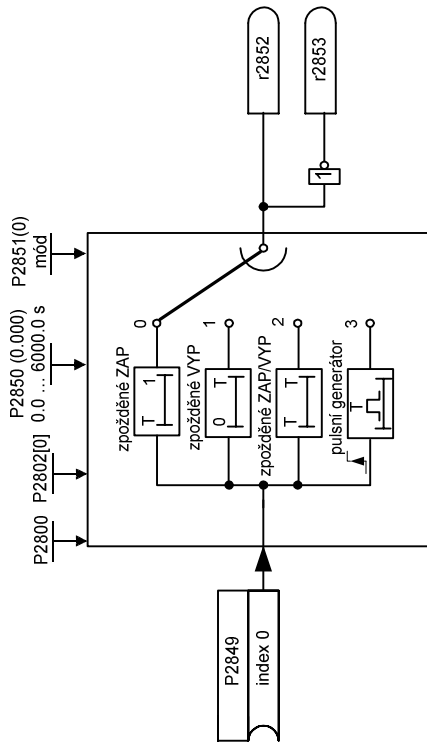 P2800
P2802[0]
P2850 (0.000)
0.0 ... 6000.0 s
P2851(0)
mód
P2849
index 0
zpožděné ZAP
T 1
0
zpožděné VYP
0 T
1
zpožděné ZAP/VYP
T T
2
pulsní generátor
T
3
1
r2852
r2853